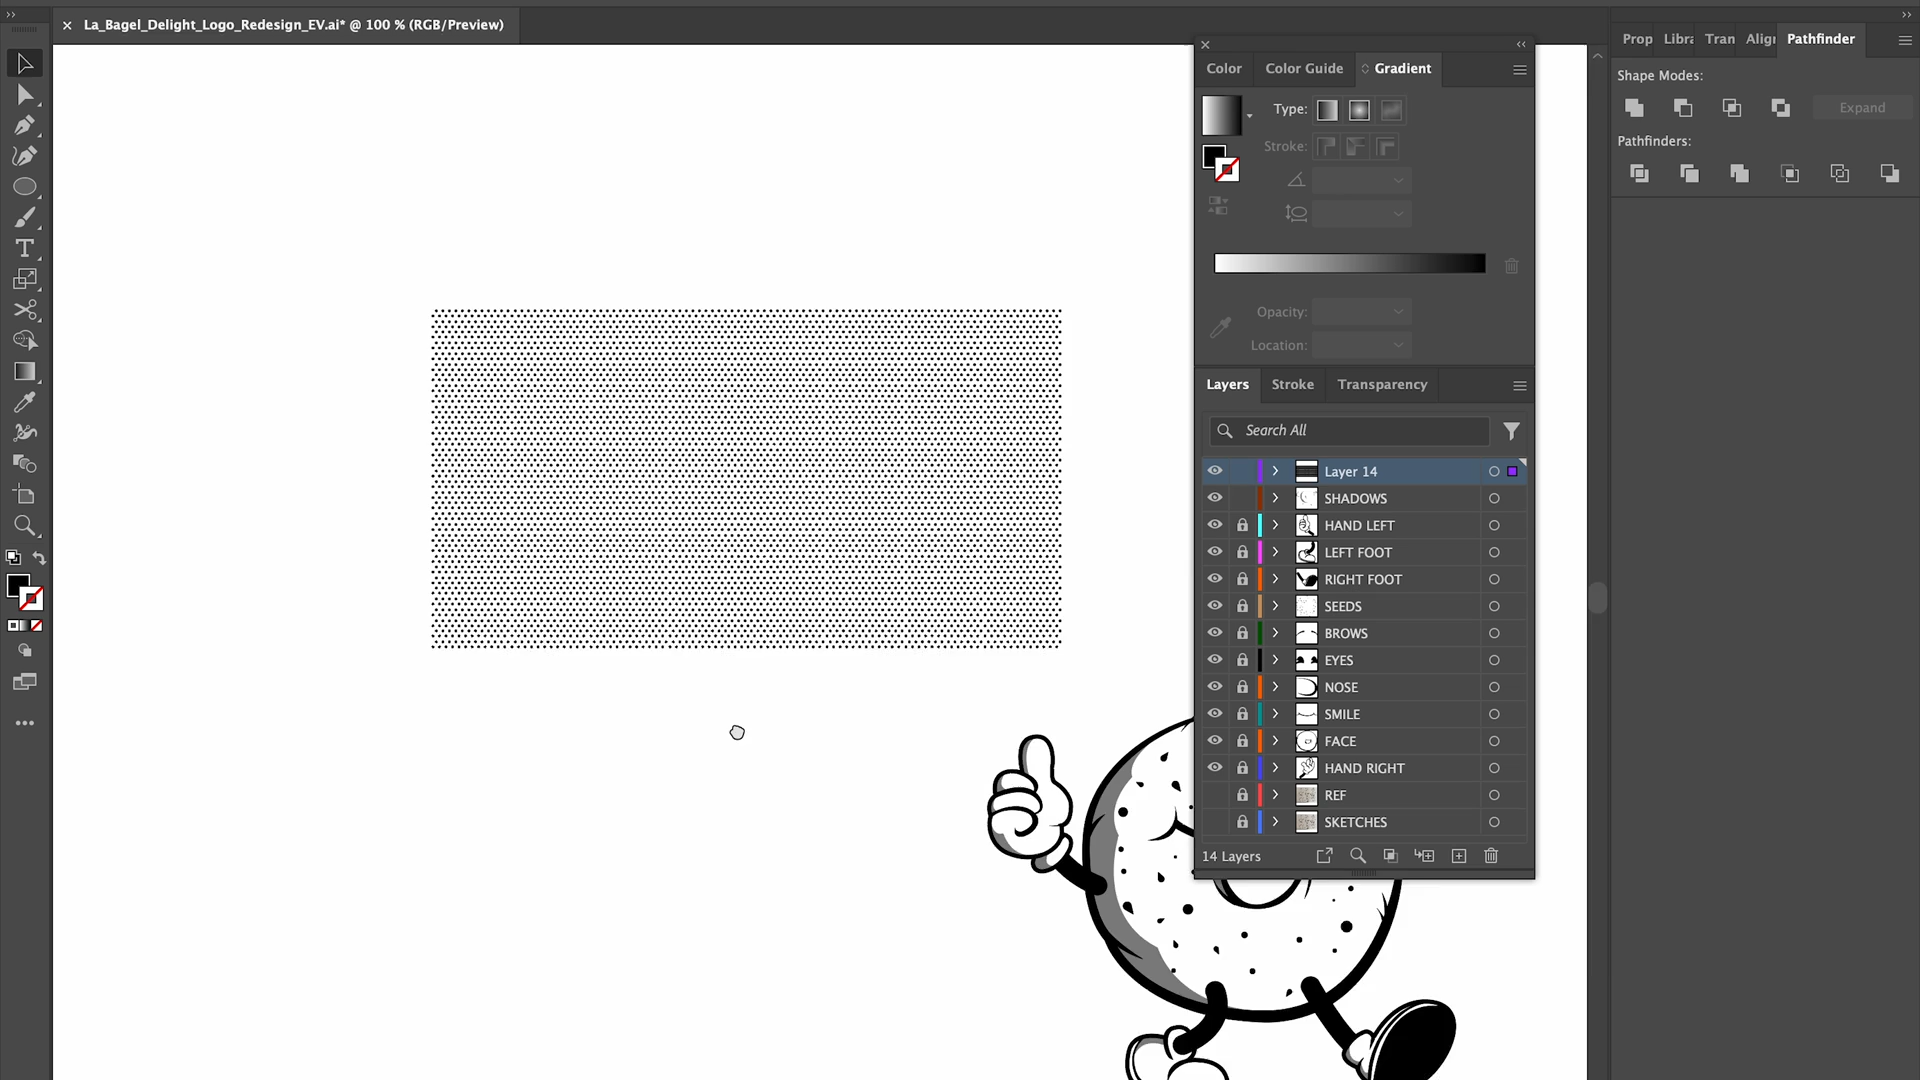 La_Bagel_Delight_Logo_Redesign_EV.ai* @ 100 % (RGB/Preview)
Prop Libra Tran Align Pathfinder
Shape Modes:
Expand
Pathfinders:
Color Color Guide Gradient
Type:
Stroke:
Opacity:
Location:
Layers Stroke Transparency
Search All
Layer 14
SHADOWS
HAND LEFT
LEFT FOOT
RIGHT FOOT
SEEDS
BROWS
EYES
NOSE
SMILE
FACE
HAND RIGHT
REF
SKETCHES
14 Layers